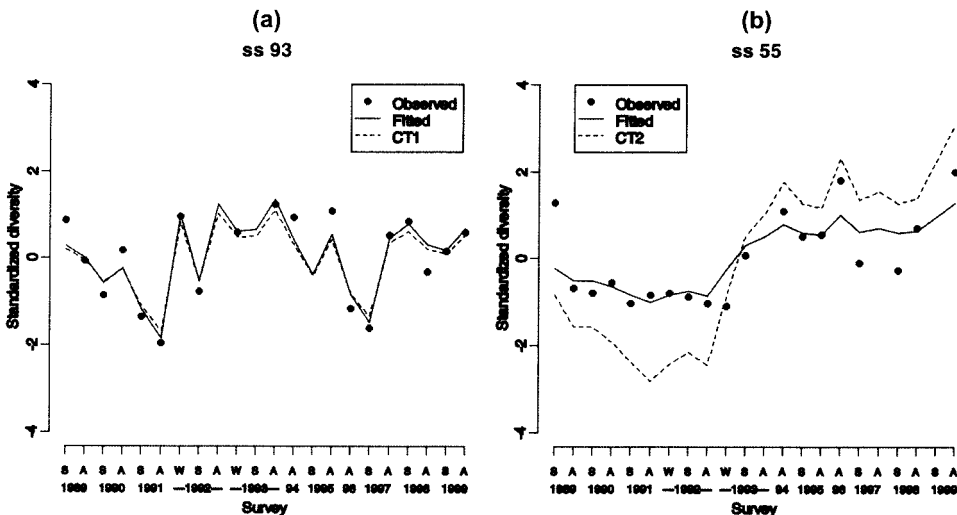 (a)
ss 93
4
2
0
-2
-4
Standardized diversity
Observed
Fitted
CT1
S A S A S A W S A W S A A S A A S A S A S A
1989 1990 1991 —1992— —1993— 94 1995 96 1997 1998 1999
Survey
(b)
ss 55
4
2
0
-2
-4
Standardized diversity
Observed
Fitted
CT2
S A S A S A W S A W S A A S A A S A S A S A
1989 1990 1991 —1992— —1993— 94 1995 96 1997 1998 1999
Survey